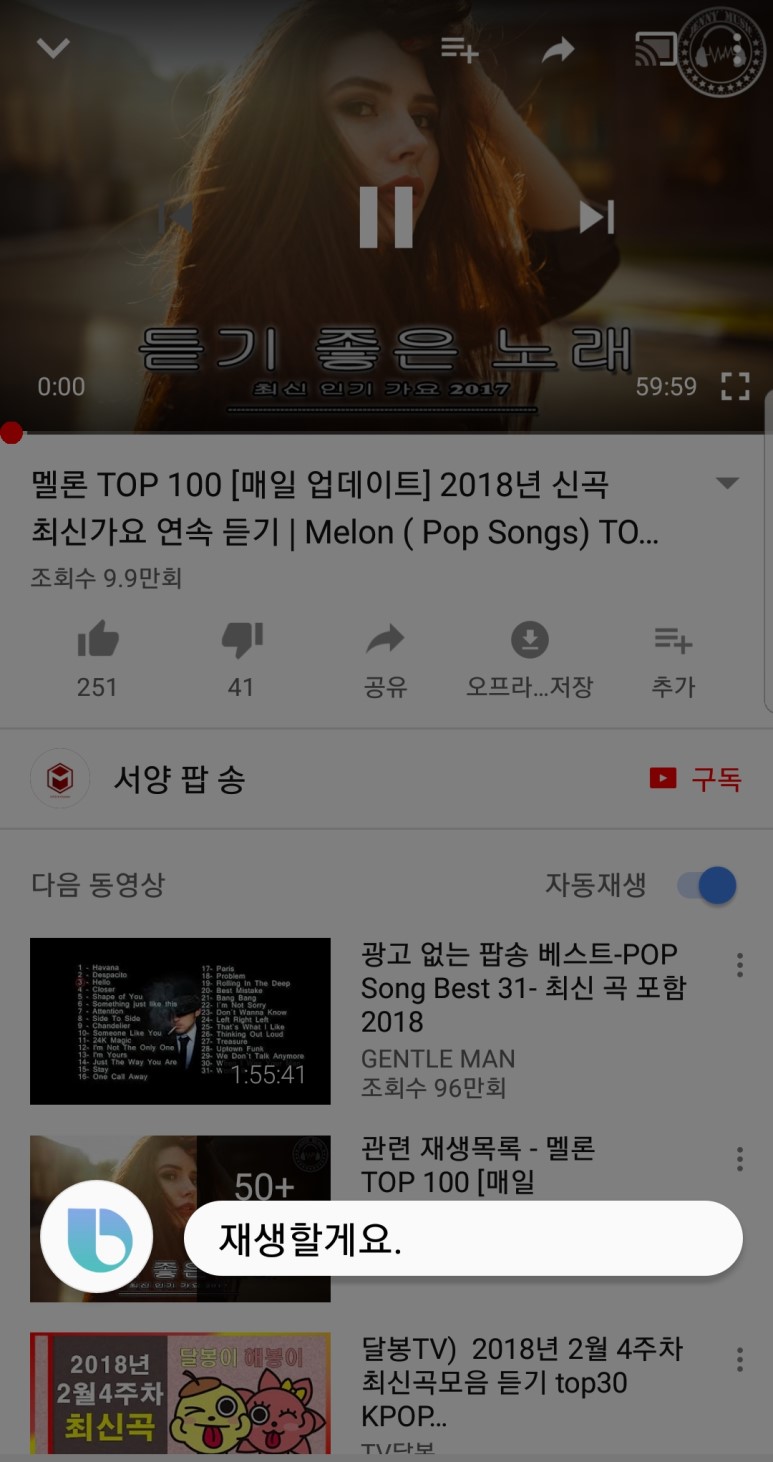 듣기 좋은 노래
최신 인기 가요 2017
0:00
59:59
멜론 TOP 100 [매일 업데이트] 2018년 신곡
최신가요 연속 듣기 | Melon ( Pop Songs) TO...
조회수 9.9만회
251
41
공유
오프라...저장
추가
서양 팝 송
구독
다음 동영상
자동재생
1 - Havana
2 - Despacito
3 - Hello
4 - Closer
5 - Shape of You
6 - Something just like this
7 - Attention
8 - Side To Side
9 - Chandelier
10- Someone Like You
11- 24K Magic
12- I'm Not The Only One
13- I'm Yours
14- Just The Way You Are
15- Stay
16- One Call Away
17- Paris
18- Problem
19- Rolling In The Deep
20- Best Mistake
21- Bang Bang
22- I'm Not Sorry
23- Don't Wanna Know
24- Left Right Left
25- That's What I Like
26- Thinking Out Loud
27- Treasure
28- Uptown Funk
29- We Don't Talk Anymore
30- W
31- W
1:55:41
광고 없는 팝송 베스트-POP
Song Best 31- 최신 곡 포함
2018
GENTLE MAN
조회수 96만회
50+
관련 재생목록 - 멜론
TOP 100 [매일
재생할게요.
2018년
2월4주차
최신곡
달봉이 해봉이
달봉TV) 2018년 2월 4주차
최신곡모음 듣기 top30
KPOP...
TV달봉